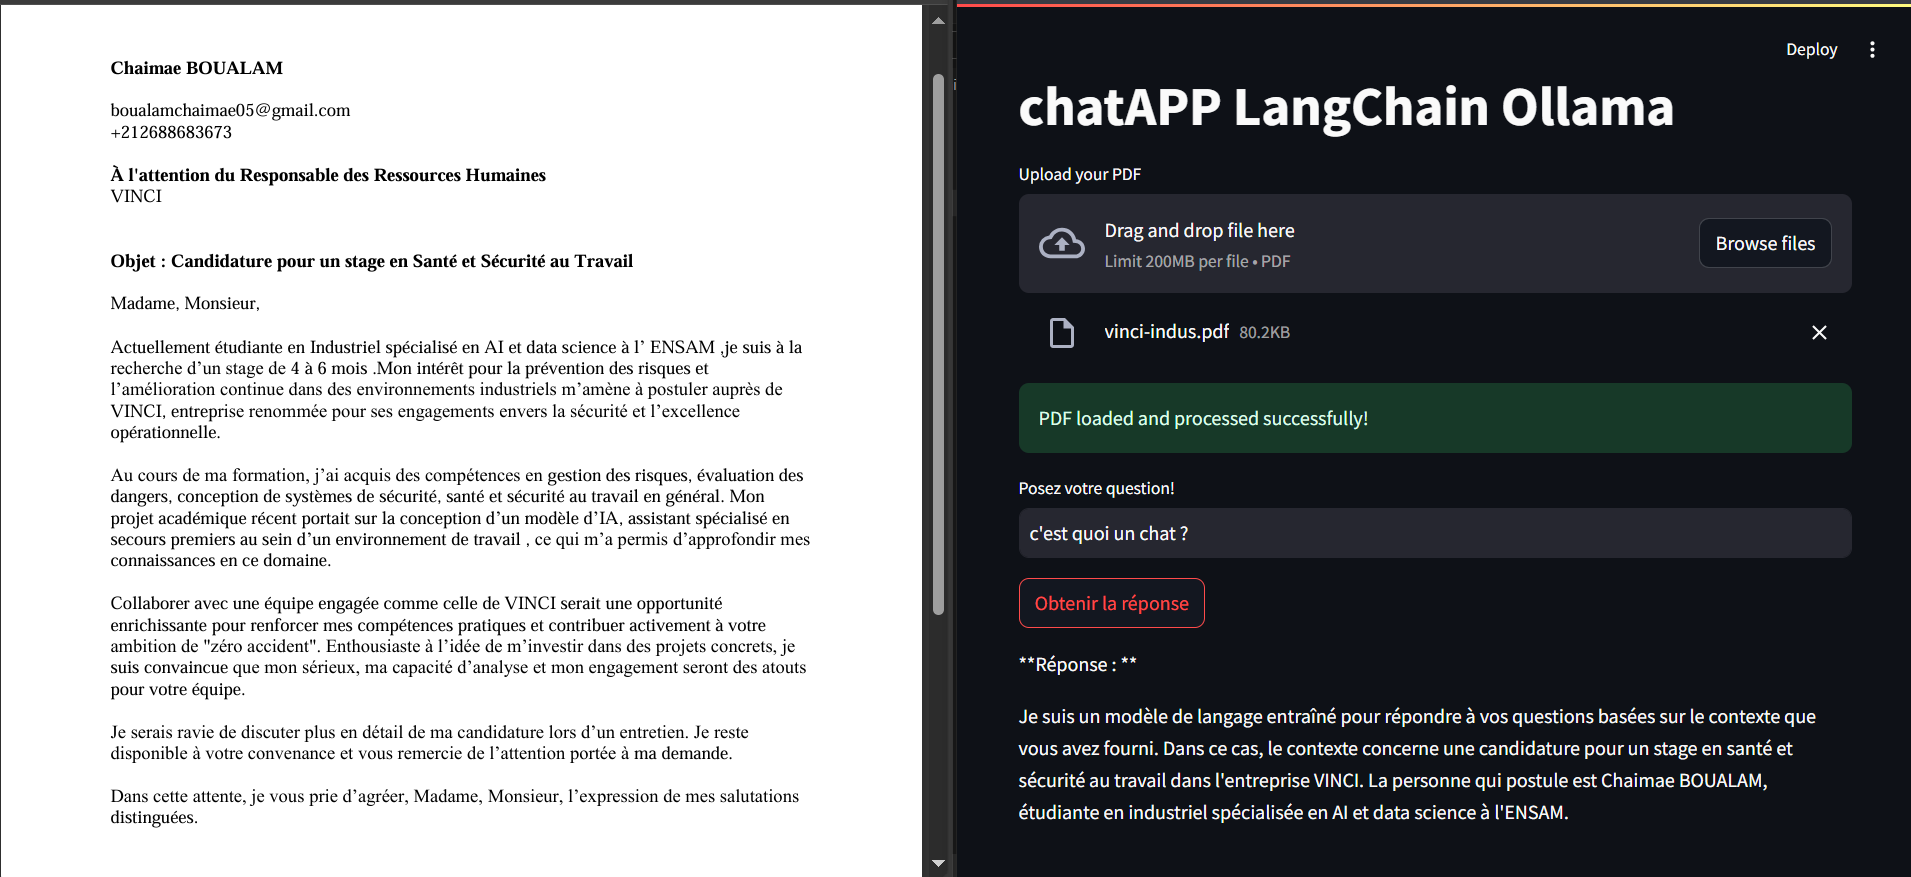 Chaimae BOUALAM
boualamchaimae05@gmail.com
+212688683673
À l'attention du Responsable des Ressources Humaines
VINCI
Objet : Candidature pour un stage en Santé et Sécurité au Travail
Madame, Monsieur,
Actuellement étudiante en Industriel spécialisé en AI et data science à l’ ENSAM ,je suis à la
recherche d’un stage de 4 à 6 mois .Mon intérêt pour la prévention des risques et
l’amélioration continue dans des environnements industriels m’amène à postuler auprès de
VINCI, entreprise renommée pour ses engagements envers la sécurité et l’excellence
opérationnelle.
Au cours de ma formation, j’ai acquis des compétences en gestion des risques, évaluation des
dangers, conception de systèmes de sécurité, santé et sécurité au travail en général. Mon
projet académique récent portait sur la conception d’un modèle d’IA, assistant spécialisé en
secours premiers au sein d’un environnement de travail , ce qui m’a permis d’approfondir mes
connaissances en ce domaine.
Collaborer avec une équipe engagée comme celle de VINCI serait une opportunité
enrichissante pour renforcer mes compétences pratiques et contribuer activement à votre
ambition de "zéro accident". Enthousiaste à l’idée de m’investir dans des projets concrets, je
suis convaincue que mon sérieux, ma capacité d’analyse et mon engagement seront des atouts
pour votre équipe.
Je serais ravie de discuter plus en détail de ma candidature lors d’un entretien. Je reste
disponible à votre convenance et vous remercie de l’attention portée à ma demande.
Dans cette attente, je vous prie d’agréer, Madame, Monsieur, l’expression de mes salutations
distinguées.
Deploy
chatAPP LangChain Ollama
Upload your PDF
Drag and drop file here
Limit 200MB per file • PDF
Browse files
vinci-indus.pdf 80.2KB
PDF loaded and processed successfully!
Posez votre question!
c'est quoi un chat ?
Obtenir la réponse
**Réponse : **
Je suis un modèle de langage entraîné pour répondre à vos questions basées sur le contexte que
vous avez fourni. Dans ce cas, le contexte concerne une candidature pour un stage en santé et
sécurité au travail dans l'entreprise VINCI. La personne qui postule est Chaimae BOUALAM,
étudiante en industriel spécialisée en AI et data science à l'ENSAM.